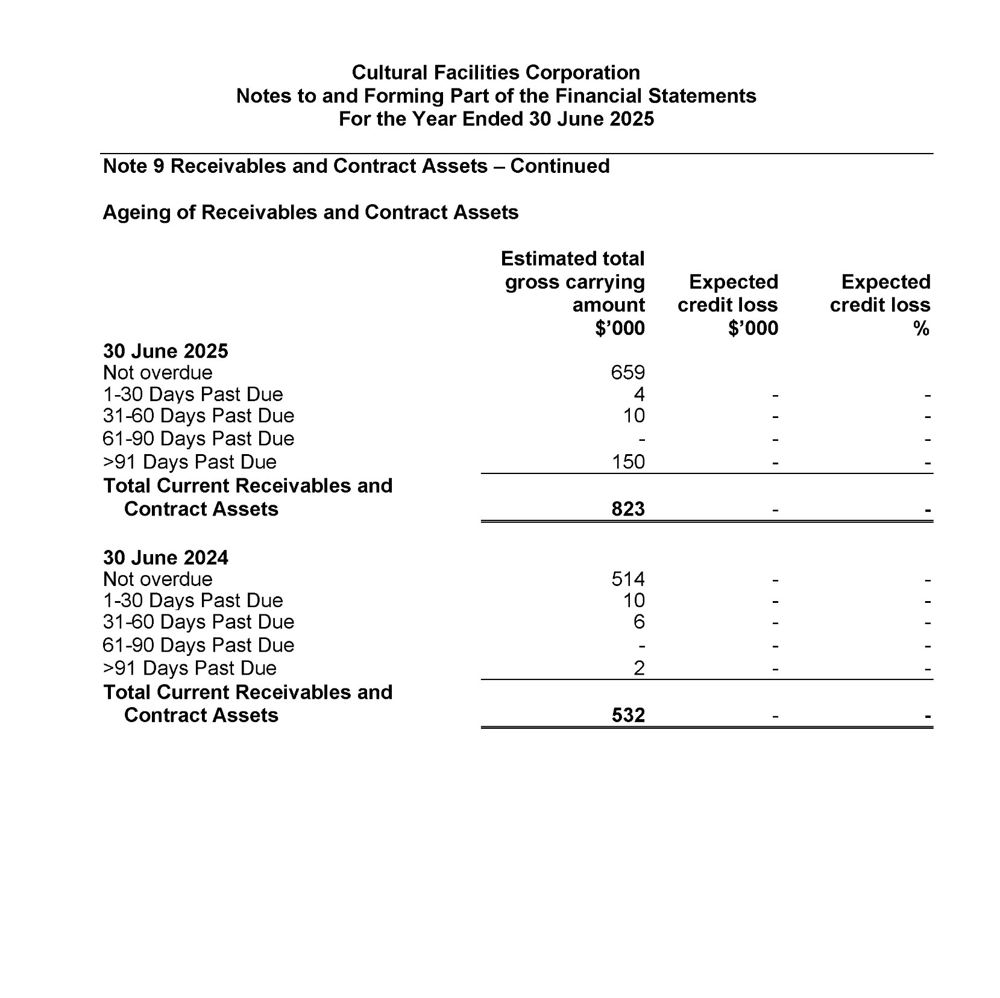 Cultural Facilities Corporation
Notes to and Forming Part of the Financial Statements
For the Year Ended 30 June 2025
Note 9 Receivables and Contract Assets – Continued
Ageing of Receivables and Contract Assets
Estimated total
gross carrying Expected Expected
amount credit loss credit loss
$’000 $’000 %
30 June 2025
Not overdue 659
1-30 Days Past Due 4 - -
31-60 Days Past Due 10 - -
61-90 Days Past Due - - -
>91 Days Past Due 150 - -
Total Current Receivables and
Contract Assets 823 - -
30 June 2024
Not overdue 514 - -
1-30 Days Past Due 10 - -
31-60 Days Past Due 6 - -
61-90 Days Past Due - - -
>91 Days Past Due 2 - -
Total Current Receivables and
Contract Assets 532 - -